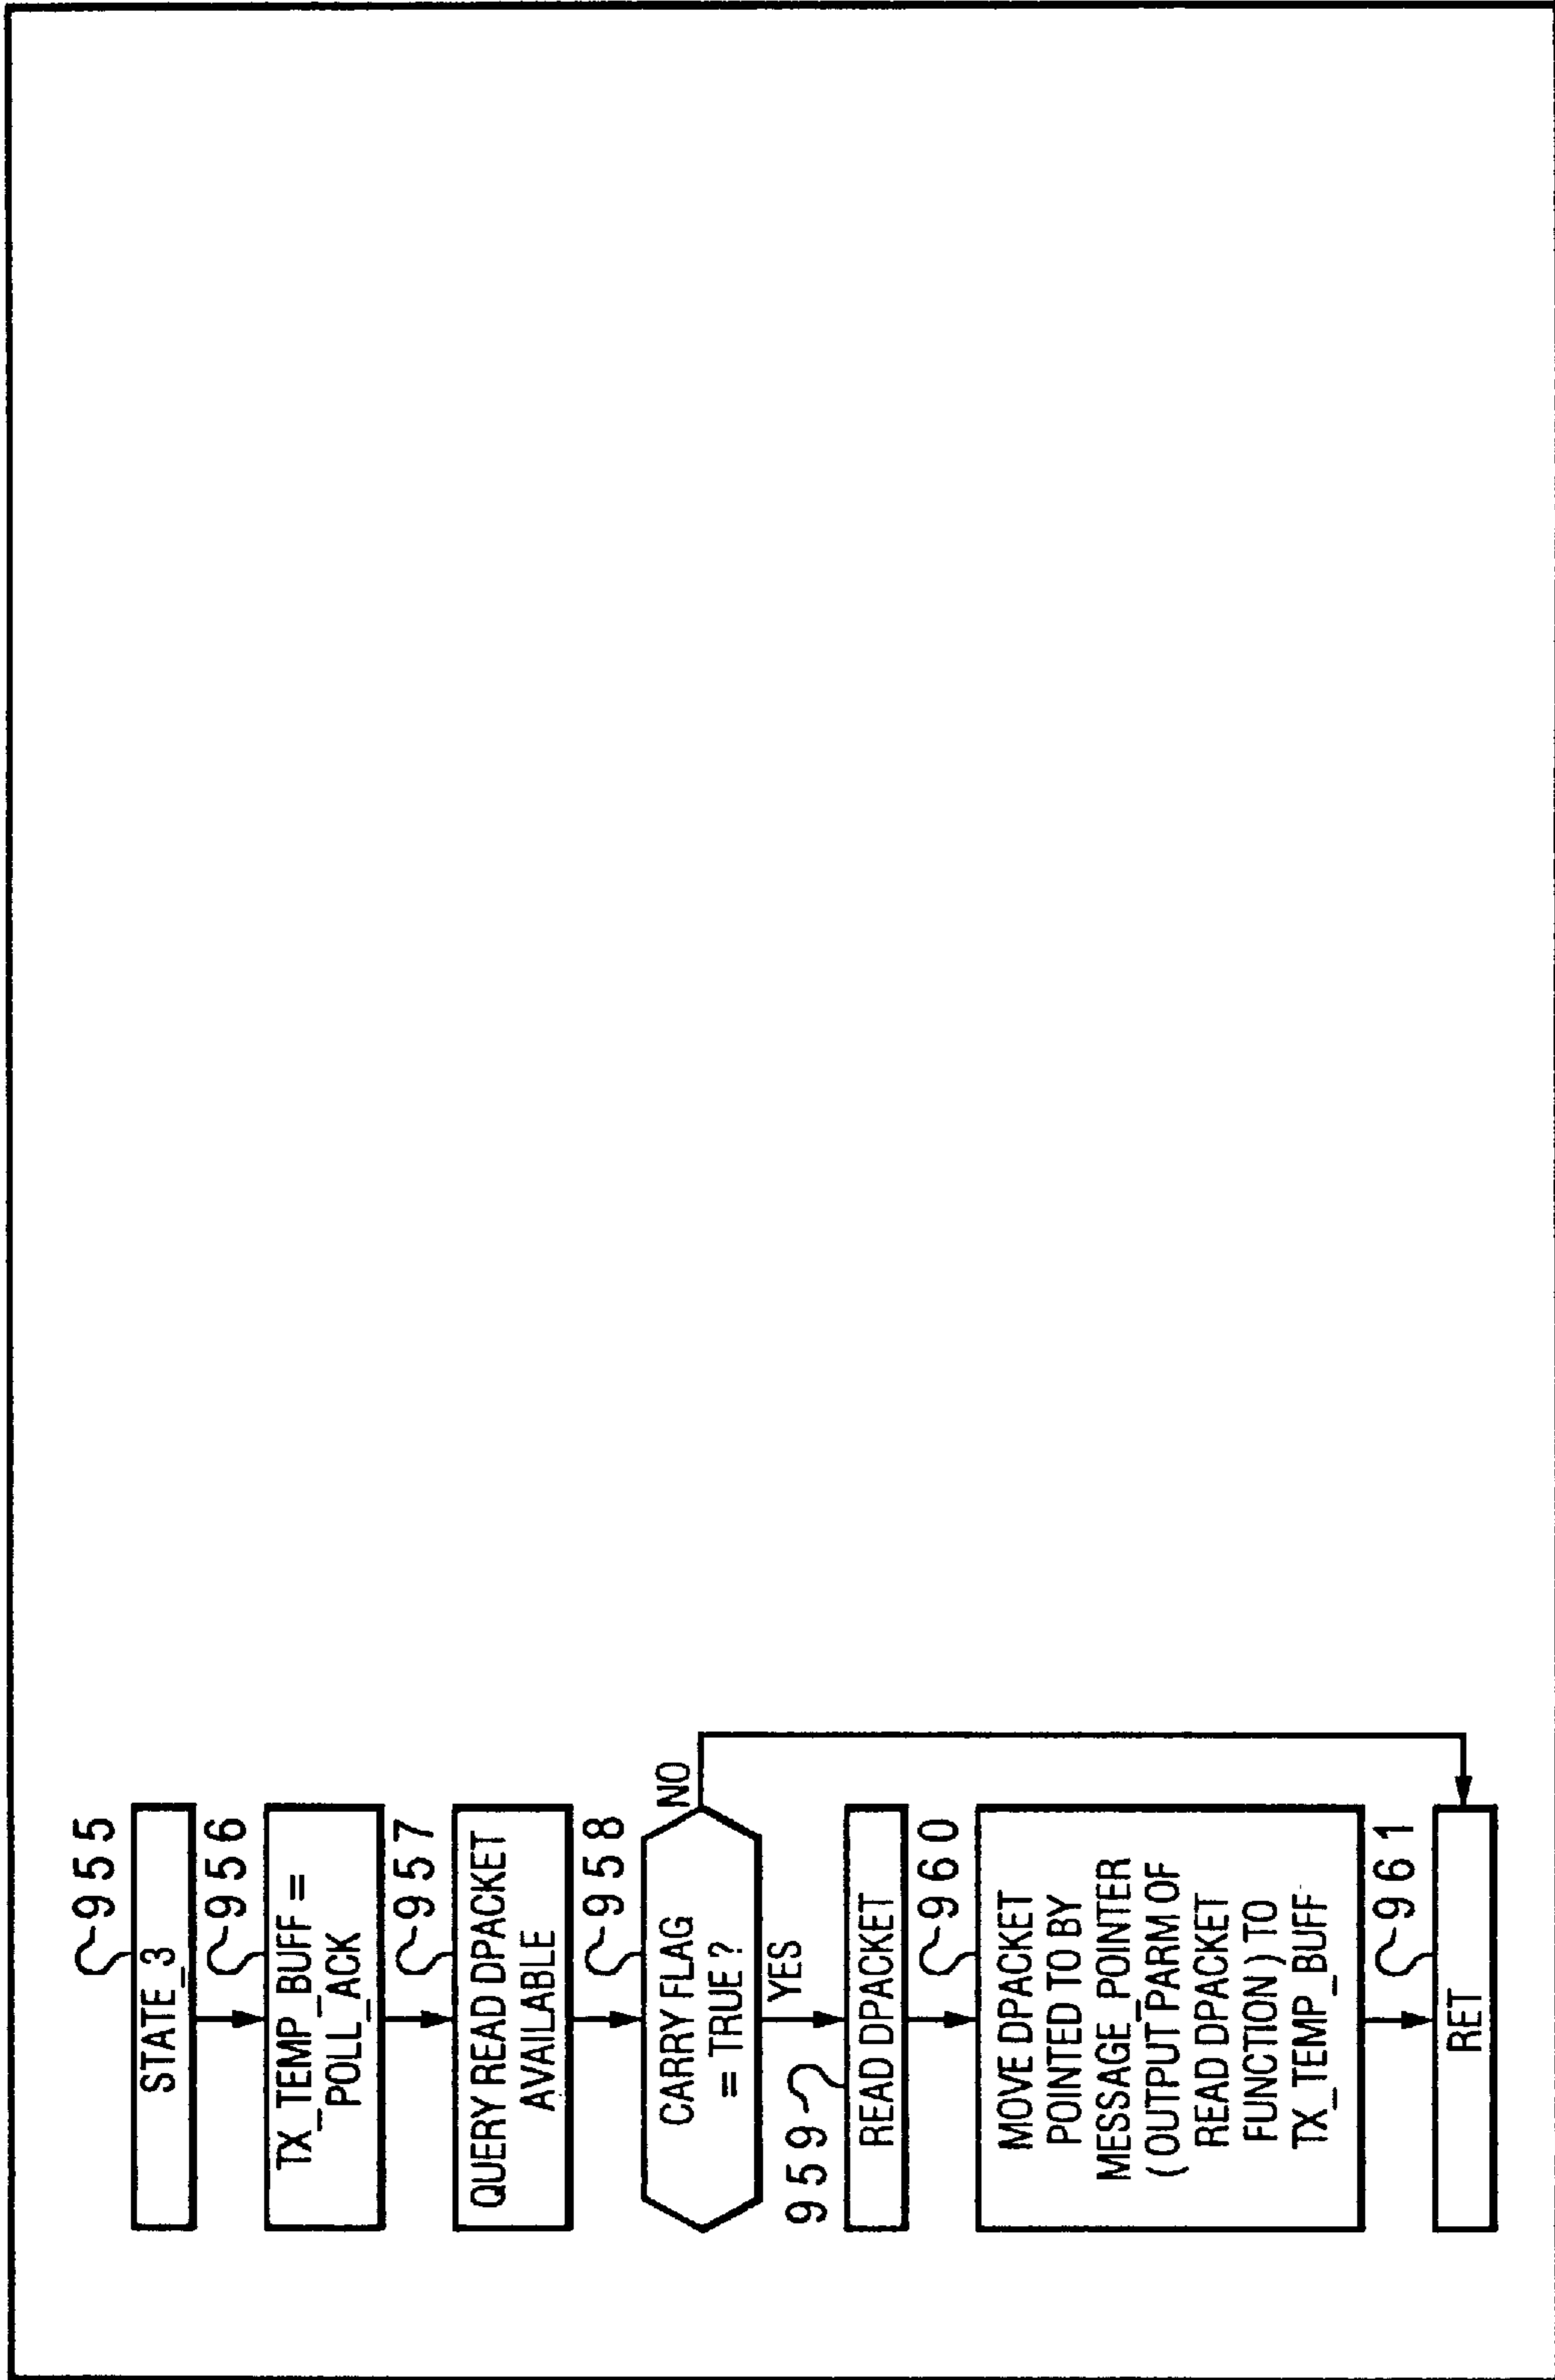 955
STATE_3
956
TX_TEMP_BUFF =
POLL_ACK
957
QUERY READ DPACKET
AVAILABLE
958
CARRY FLAG
= TRUE?
NO
YES
959
READ DPACKET
960
MOVE DPACKET
POINTED TO BY
MESSAGE_POINTER
(OUTPUT PARM OF
READ DPACKET
FUNCTION) TO
TX_TEMP_BUFF
961
RET